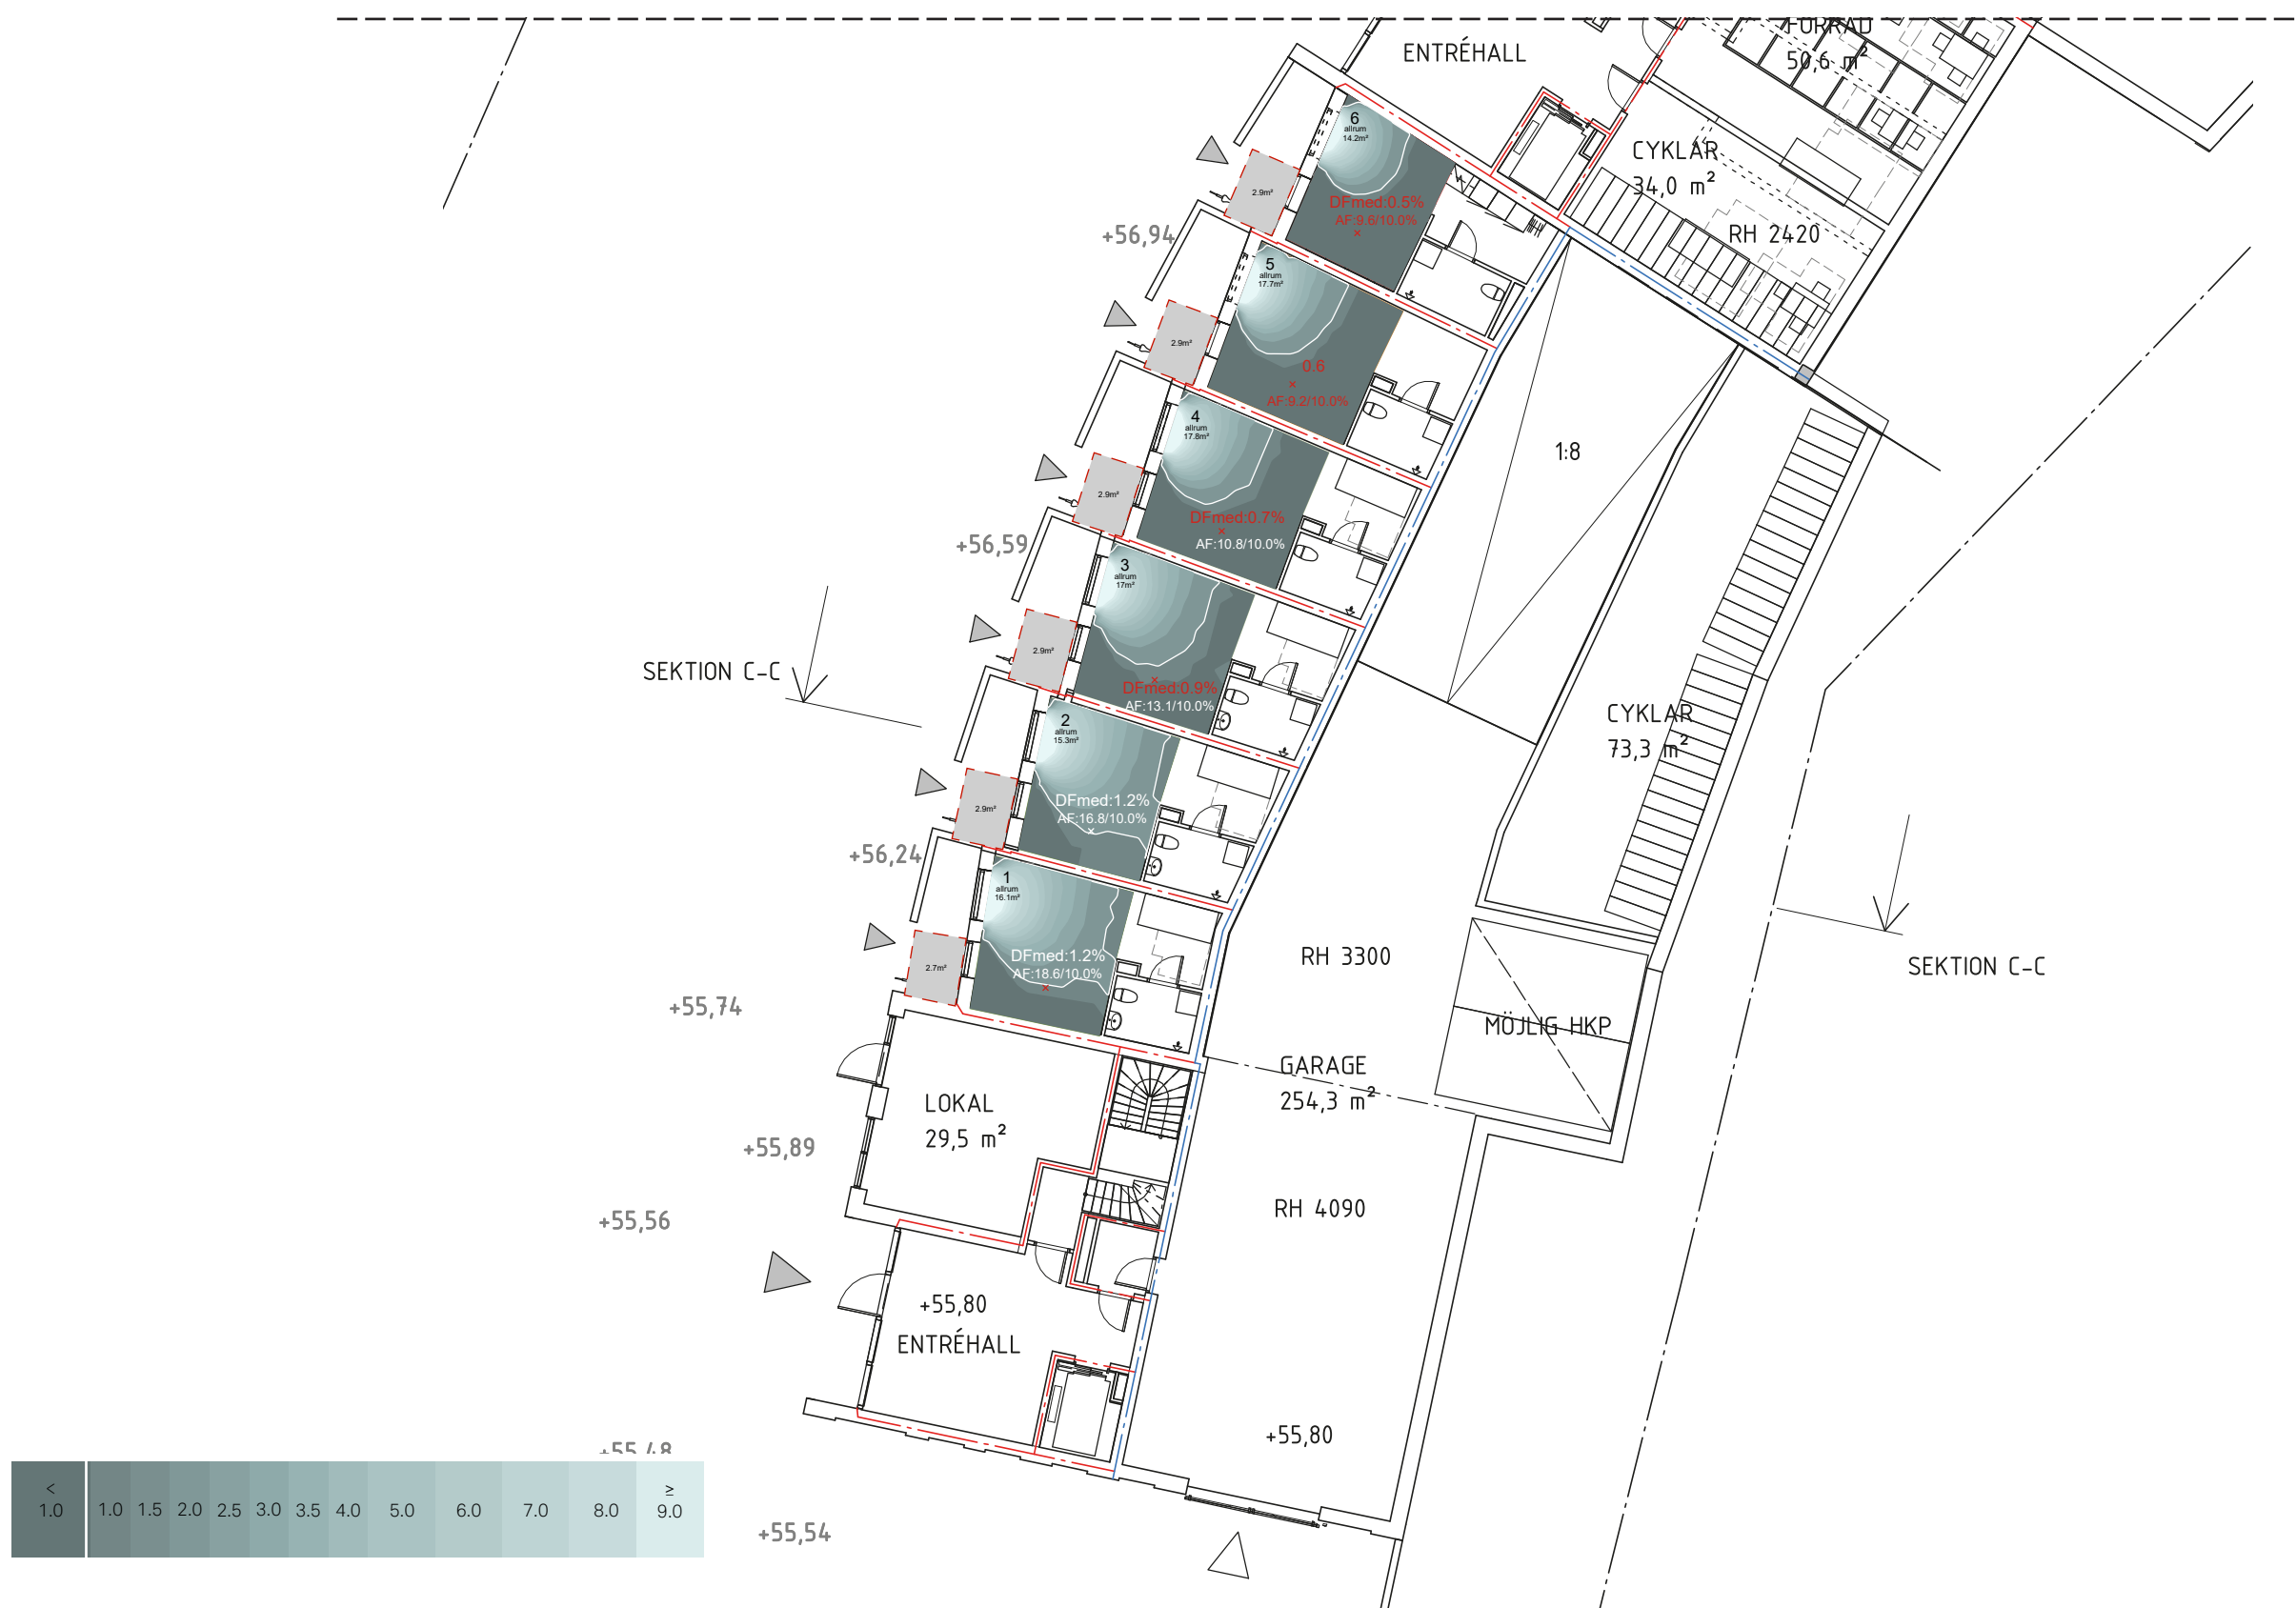 ENTRÉHALL
FÖRRÅD
50,6 m²
CYKLAR
34,0 m²
RH 2420
6
allrum
14.2m²
2.9m²
DFmed:0.5%
AF:9.6/10.0%
+56,94
5
allrum
17.7m²
2.9m²
0.6
AF:9.2/10.0%
4
allrum
17.8m²
1:8
2.9m²
DFmed:0.7%
AF:10.8/10.0%
+56,59
3
allrum
17m²
2.9m²
SEKTION C-C
DFmed:0.9%
AF:13.1/10.0%
CYKLAR
73,3 m²
2
allrum
15.3m²
2.9m²
DFmed:1.2%
AF:16.8/10.0%
+56,24
1
allrum
16.1m²
2.7m²
DFmed:1.2%
AF:18.6/10.0%
RH 3300
SEKTION C-C
+55,74
MÖJLIG HKP
GARAGE
254,3 m²
LOKAL
29,5 m²
+55,89
+55,56
RH 4090
+55,80
ENTRÉHALL
+55,80
+55,48
< 1.0 1.0 1.5 2.0 2.5 3.0 3.5 4.0 5.0 6.0 7.0 8.0 ≥ 9.0
+55,54